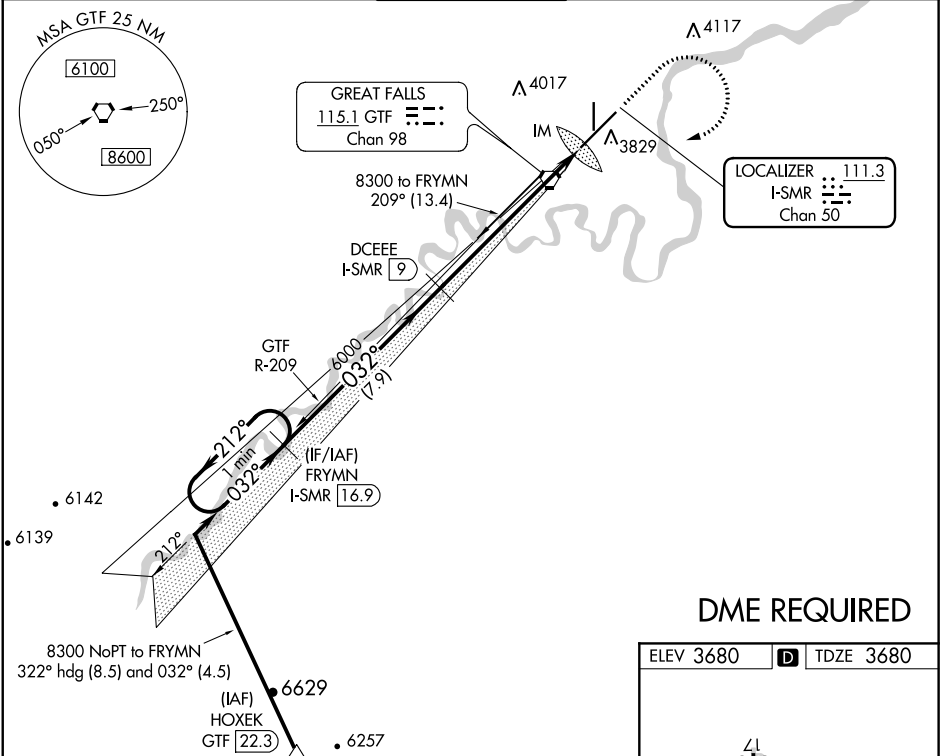 MSA GTF 25 NM
6100
250°
050°
8600
GREAT FALLS
115.1 GTF
Chan 98
4017
4117
IM
3829
LOCALIZER 111.3
I-SMR
Chan 50
8300 to FRYMN
209° (13.4)
DCEEE
I-SMR 9
GTF
R-209
6000
032°
(7.9)
212°
1 min
032°
(IF/IAF)
FRYMN
I-SMR 16.9
6142
6139
212°
8300 NoPT to FRYMN
322° hdg (8.5) and 032° (4.5)
6629
(IAF)
HOXEK
GTF 22.3
6257
DME REQUIRED
ELEV 3680 D TDZE 3680
17